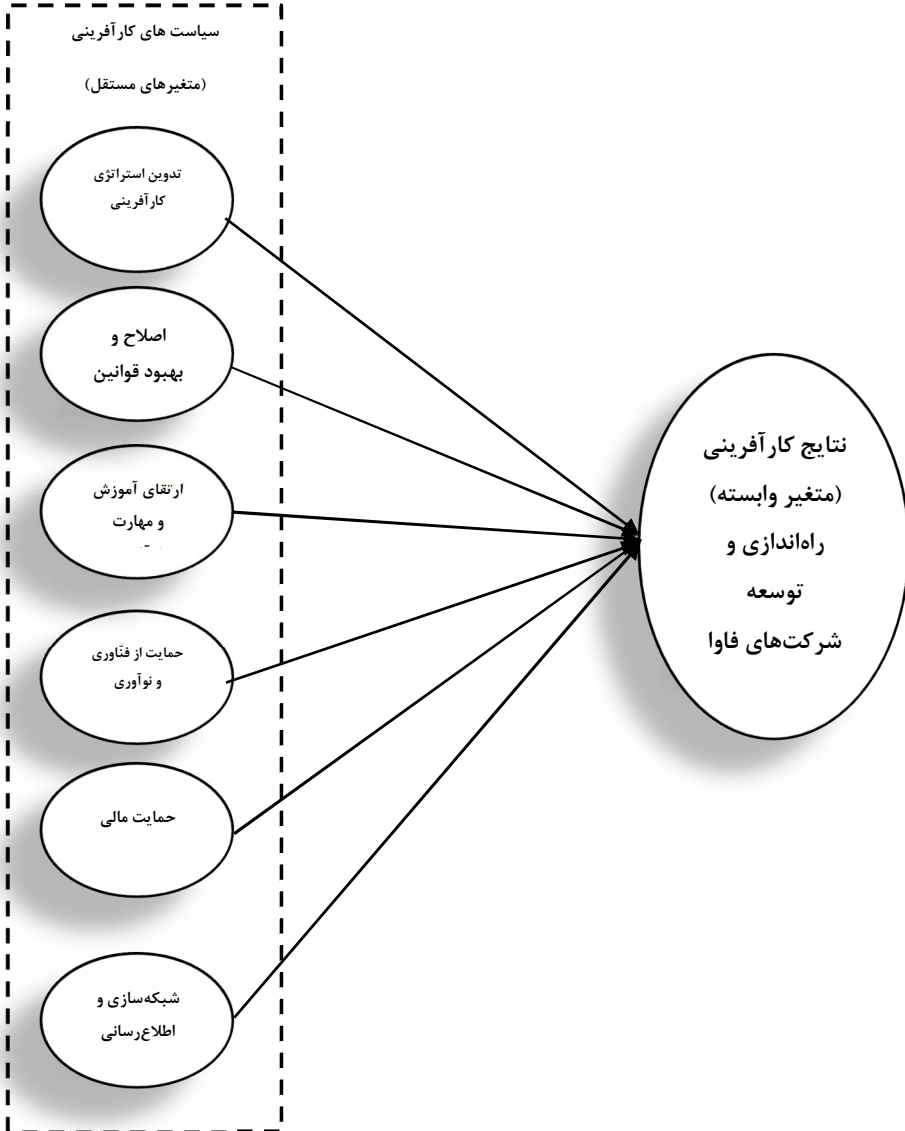 سیاست های کارآفرینی
(متغیرهای مستقل)
تدوین استراتژی
کارآفرینی
اصلاح و
بهبود قوانین
ارتقای آموزش
و مهارت
حمایت از فنّاوری
و نوآوری
حمایت مالی
شبکه‌سازی و
اطلاع‌رسانی
نتایج کارآفرینی
(متغیر وابسته)
راه‌اندازی و
توسعه
شرکت‌های فاوا